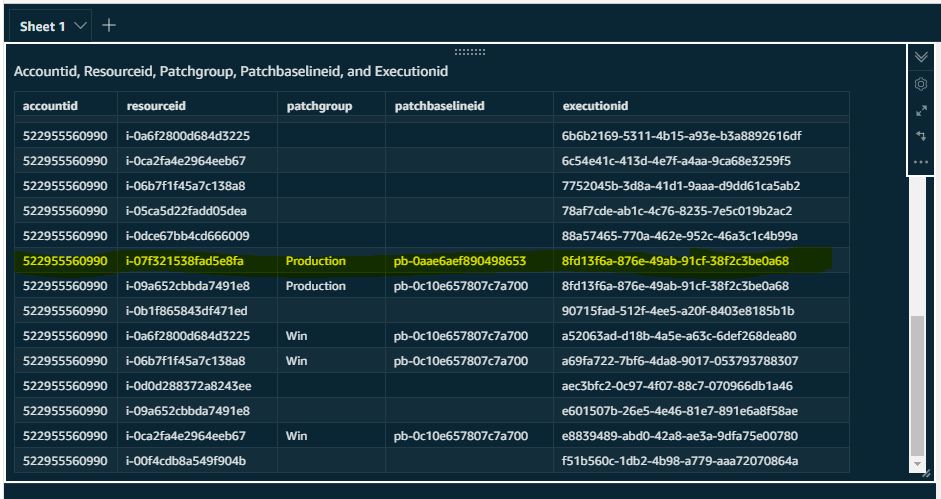 Sheet 1
Accountid, Resourceid, Patchgroup, Patchbaselineid, and Executionid
accountid resourceid patchgroup patchbaselineid executionid
522955560990 i-0a6f2800d684d3225 6b6b2169-5311-4b15-a93e-b3a8892616df
522955560990 i-0ca2fa4e2964eeb67 6c54e41c-413d-4e7f-a4aa-9ca68e3259f5
522955560990 i-06b7f1f45a7c138a8 7752045b-3d8a-41d1-9aaa-d9dd61ca5ab2
522955560990 i-05ca5d22fadd05dea 78af7cde-ab1c-4c76-8235-7e5c019b2ac2
522955560990 i-0dce67bb4cd666009 88a57465-770a-462e-952c-46a3c1c4b99a
522955560990 i-07f321538fad5e8fa Production pb-0aae6aef890498653 8fd13f6a-876e-49ab-91cf-38f2c3be0a68
522955560990 i-09a652cbbda7491e8 Production pb-0c10e657807c7a700 8fd13f6a-876e-49ab-91cf-38f2c3be0a68
522955560990 i-0b1f865843df471ed 90715fad-512f-4ee5-a20f-8403e8185b1b
522955560990 i-0a6f2800d684d3225 Win pb-0c10e657807c7a700 a52063ad-d18b-4a5e-a63c-6def268dea80
522955560990 i-06b7f1f45a7c138a8 Win pb-0c10e657807c7a700 a69fa722-7bf6-4da8-9017-053793788307
522955560990 i-0d0d288372a8243ee aec3bfc2-0c97-4f07-88c7-070966db1a46
522955560990 i-09a652cbbda7491e8 e601507b-26e5-4e46-81e7-891e6a8f58ae
522955560990 i-0ca2fa4e2964eeb67 Win pb-0c10e657807c7a700 e8839489-abd0-42a8-ae3a-9dfa75e00780
522955560990 i-00f4cdb8a549f904b f51b560c-1db2-4b98-a779-aaa72070864a